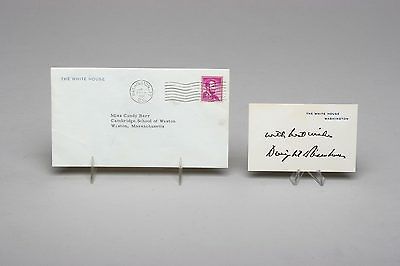 THE WHITE HOUSE
Miss Candy Barr
Cambridge School of Weston
Weston, Massachusetts
THE WHITE HOUSE
WASHINGTON
with best wishes
Dwight Eisenhower